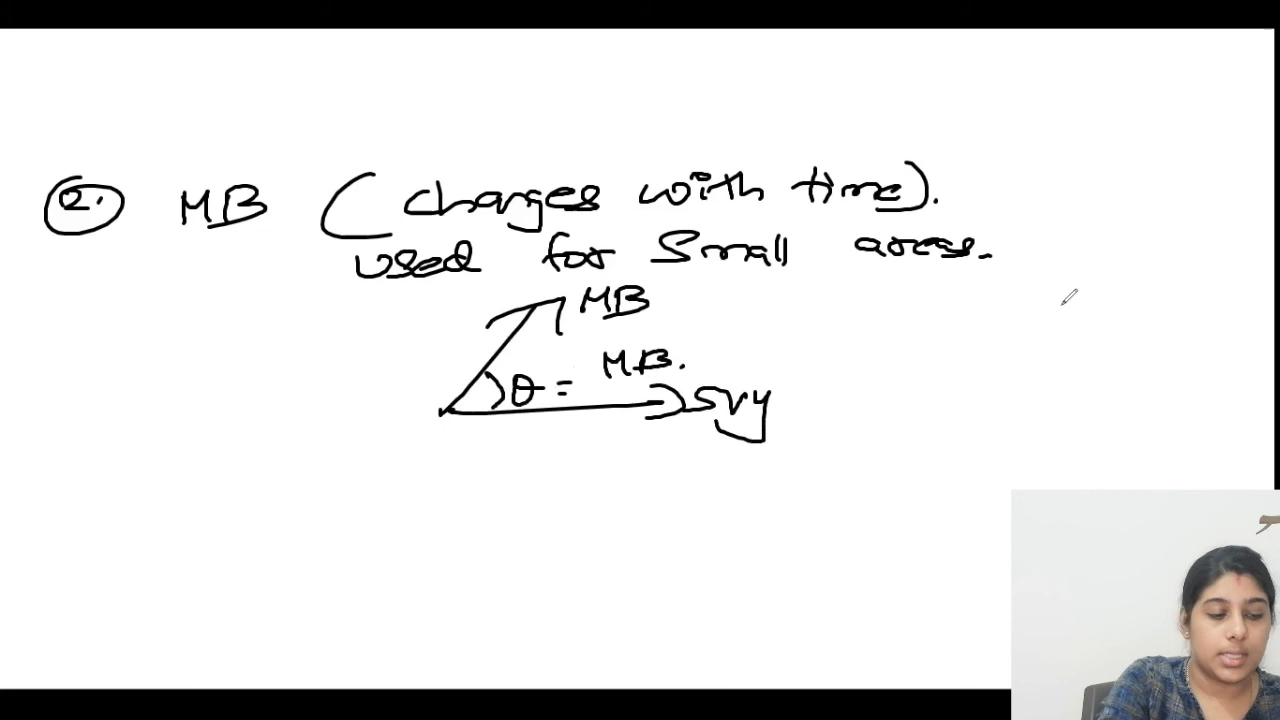 2. MB ( changes with time).
used for small areas.
MB
MB.
θ =
Svy